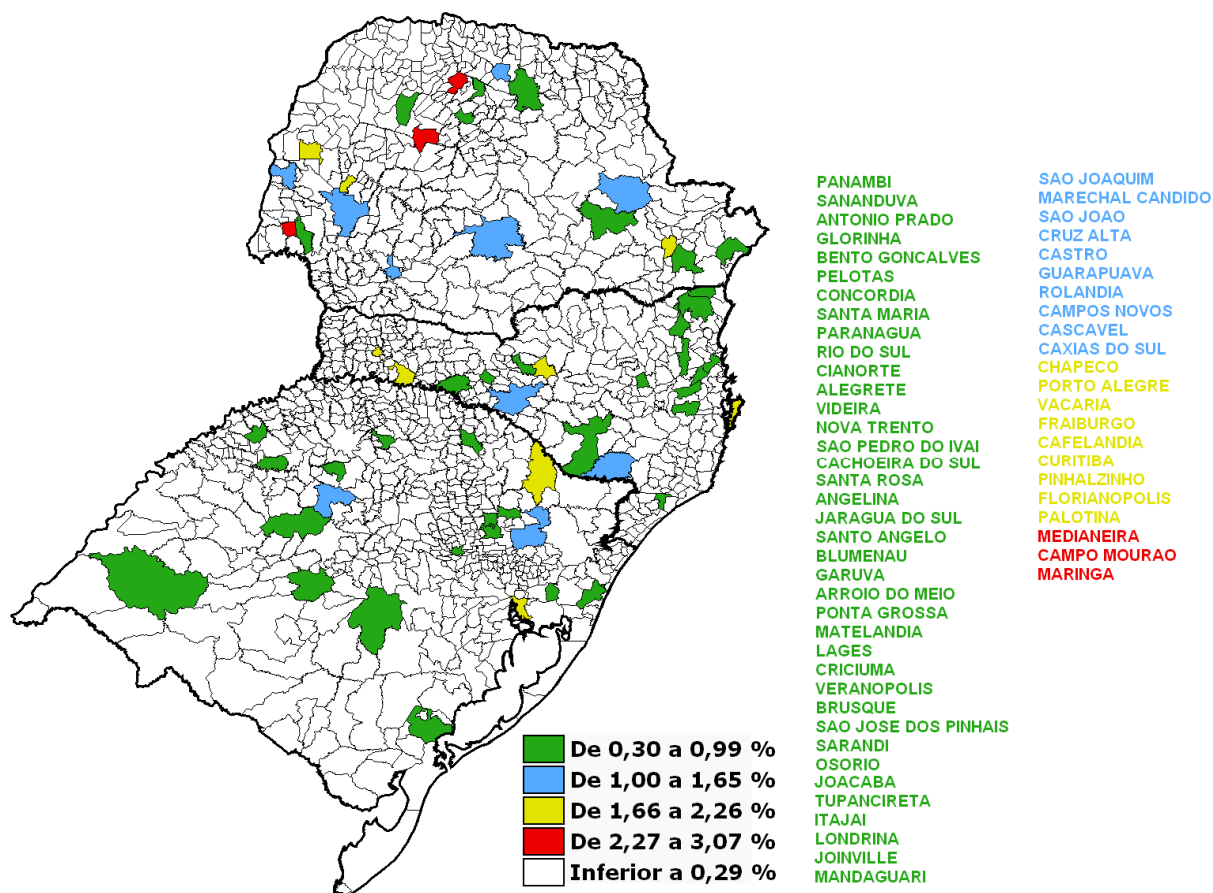 PANAMBI
SANANDUVA
ANTONIO PRADO
GLORINHA
BENTO GONCALVES
PELOTAS
CONCORDIA
SANTA MARIA
PARANAGUA
RIO DO SUL
CIANORTE
ALEGRETE
VIDEIRA
NOVA TRENTO
SAO PEDRO DO IVAI
CACHOEIRA DO SUL
SANTA ROSA
ANGELINA
JARAGUA DO SUL
SANTO ANGELO
BLUMENAU
GARUVA
ARROIO DO MEIO
PONTA GROSSA
MATELANDIA
LAGES
CRICIUMA
VERANOPOLIS
BRUSQUE
SAO JOSE DOS PINHAIS
SARANDI
OSORIO
JOACABA
TUPANCIRETA
ITAJAI
LONDRINA
JOINVILLE
MANDAGUARI
SAO JOAQUIM
MARECHAL CANDIDO
SAO JOAO
CRUZ ALTA
CASTRO
GUARAPUAVA
ROLANDIA
CAMPOS NOVOS
CASCAVEL
CAXIAS DO SUL
CHAPECO
PORTO ALEGRE
VACARIA
FRAIBURGO
CAFELANDIA
CURITIBA
PINHALZINHO
FLORIANOPOLIS
PALOTINA
MEDIANEIRA
CAMPO MOURAO
MARINGA
De 0,30 a 0,99 %
De 1,00 a 1,65 %
De 1,66 a 2,26 %
De 2,27 a 3,07 %
Inferior a 0,29 %